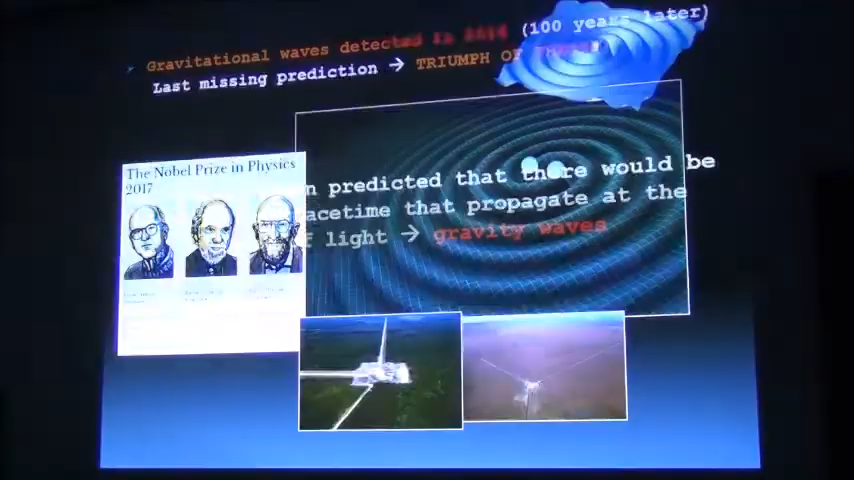 Gravitational waves detected in (100 years later)
Last missing prediction → TRIUMPH OF
The Nobel Prize in Physics
2017
n predicted that there would be
acetime that propagate at the
f light → gravity waves